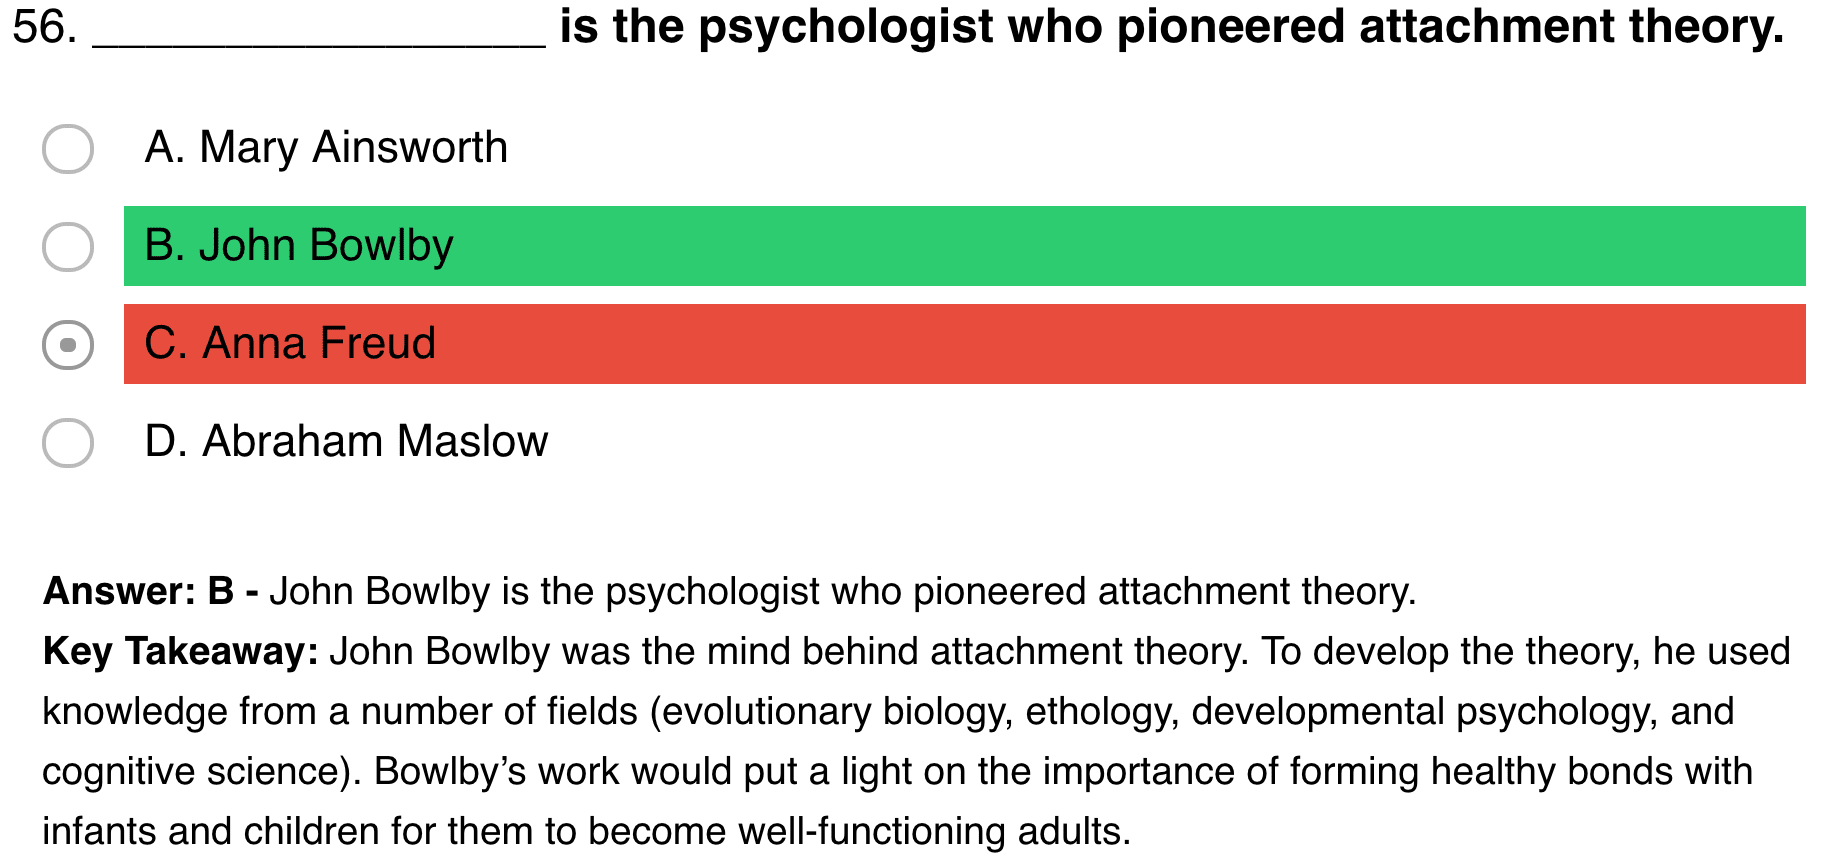 56. _________________ is the psychologist who pioneered attachment theory.
A. Mary Ainsworth
B. John Bowlby
C. Anna Freud
D. Abraham Maslow
Answer: B - John Bowlby is the psychologist who pioneered attachment theory.
Key Takeaway: John Bowlby was the mind behind attachment theory. To develop the theory, he used
knowledge from a number of fields (evolutionary biology, ethology, developmental psychology, and
cognitive science). Bowlby’s work would put a light on the importance of forming healthy bonds with
infants and children for them to become well-functioning adults.